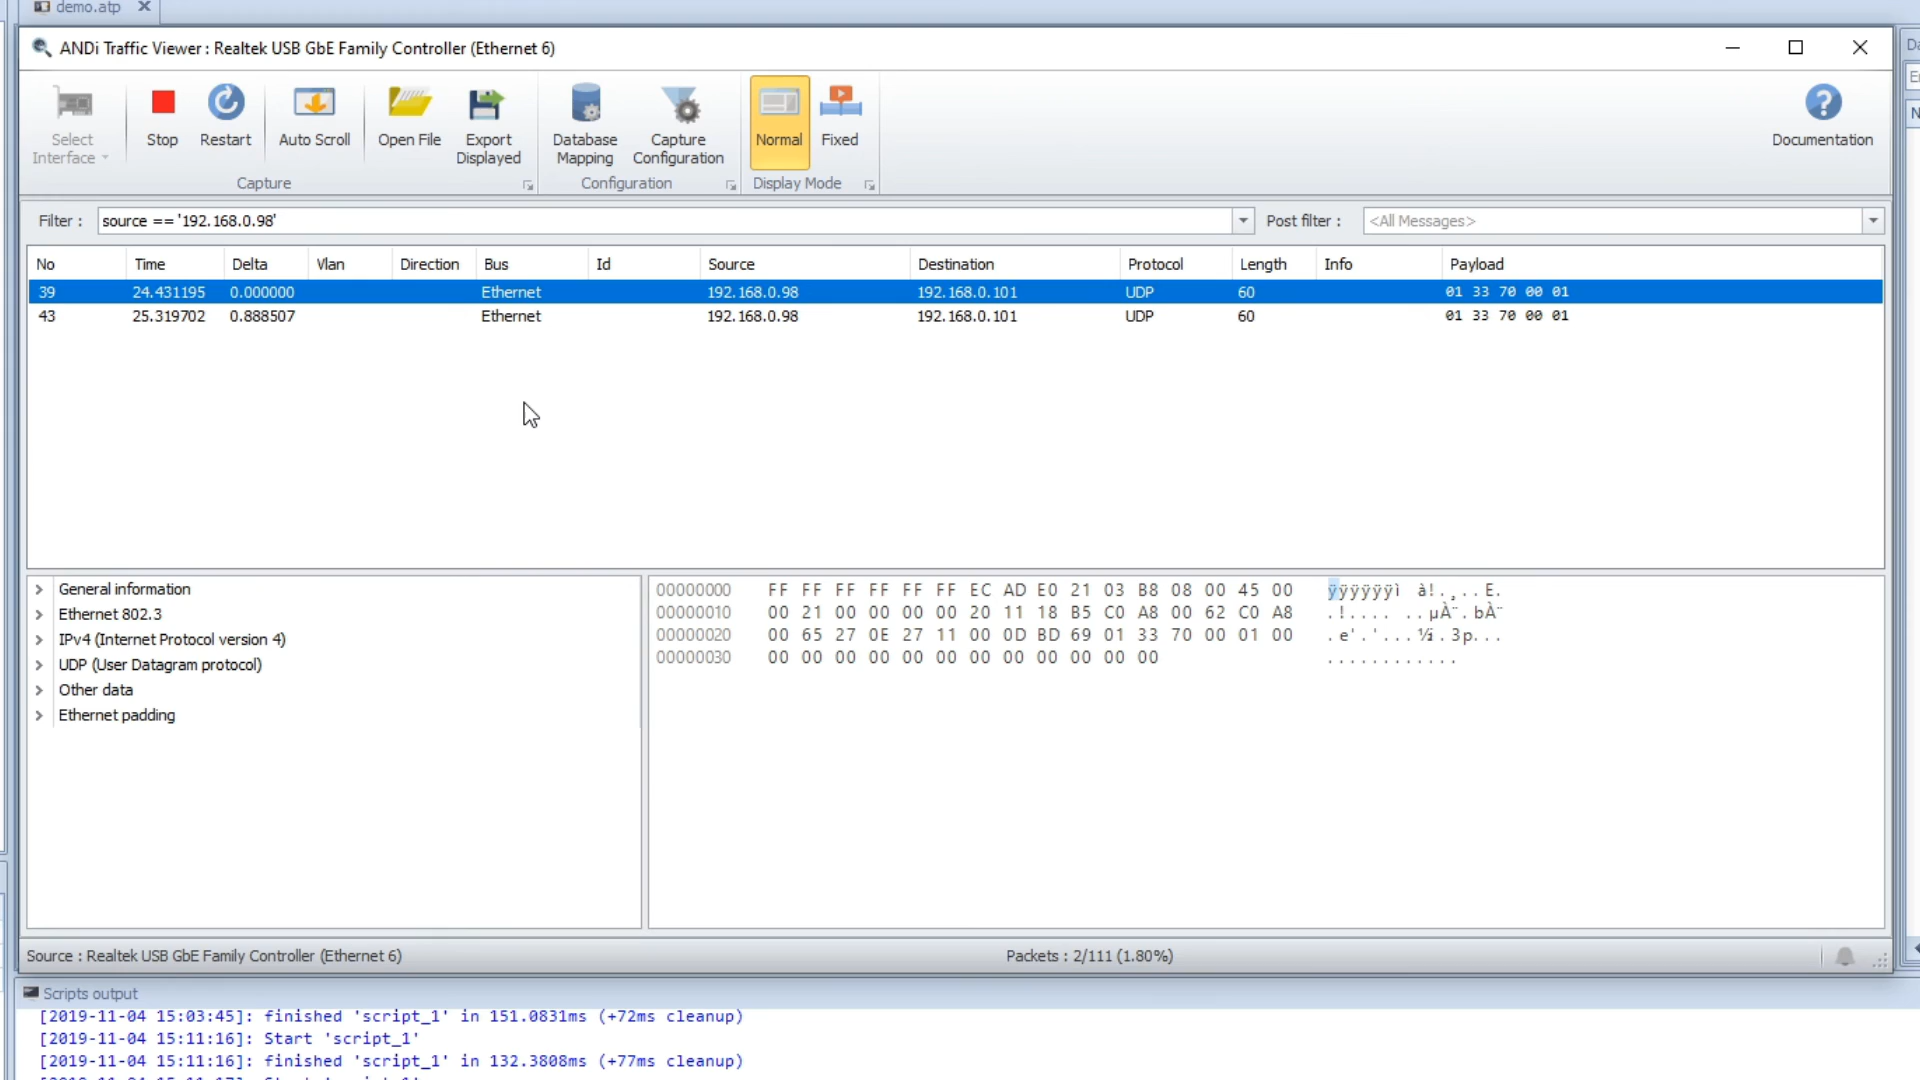 demo.atp
ANDi Traffic Viewer : Realtek USB GbE Family Controller (Ethernet 6)
Select Interface
Stop
Restart
Auto Scroll
Open File
Export Displayed
Database Mapping
Capture Configuration
Normal
Fixed
Documentation
Capture
Configuration
Display Mode
Filter : source == '192.168.0.98' Post filter : <All Messages>
No Time Delta Vlan Direction Bus Id Source Destination Protocol Length Info Payload
39 24.431195 0.000000 Ethernet 192.168.0.98 192.168.0.101 UDP 60 01 33 70 00 01
43 25.319702 0.888507 Ethernet 192.168.0.98 192.168.0.101 UDP 60 01 33 70 00 01
General information
Ethernet 802.3
IPv4 (Internet Protocol version 4)
UDP (User Datagram protocol)
Other data
Ethernet padding
00000000 FF FF FF FF FF FF EC AD E0 21 03 B8 08 00 45 00 ÿÿÿÿÿÿì à!.¸..E.
00000010 00 21 00 00 00 00 20 11 18 B5 C0 A8 00 62 C0 A8 .!.... ..µÀ¨.bÀ¨
00000020 00 65 27 0E 27 11 00 0D BD 69 01 33 70 00 01 00 .e'.'...½i.3p...
00000030 00 00 00 00 00 00 00 00 00 00 00 00 ............
Source : Realtek USB GbE Family Controller (Ethernet 6)
Packets : 2/111 (1.80%)
Scripts output
[2019-11-04 15:03:45]: finished 'script_1' in 151.0831ms (+72ms cleanup)
[2019-11-04 15:11:16]: Start 'script_1'
[2019-11-04 15:11:16]: finished 'script_1' in 132.3808ms (+77ms cleanup)